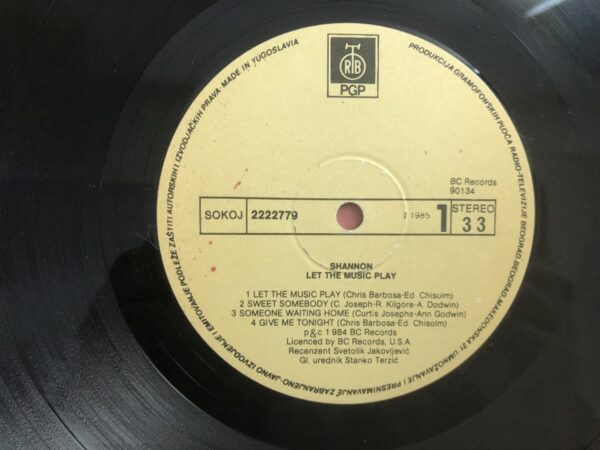 RTB
PGP
PRODUKCIJA GRAMOFONSKIH PLOČA RADIO-TELEVIZIJE BEOGRAD, BEOGRAD, MAKEDONSKA 21 · UMNOŽAVANJE I PRESNIMAVANJE ZABRANJENO · JAVNO IZVOĐENJE I EMITOVANJE PODLEŽE ZAŠTITI AUTORSKIH I IZVODJAČKIH PRAVA MADE IN YUGOSLAVIA
BC Records
90134
SOKOJ 2222779 1985 1 STEREO 33
SHANNON
LET THE MUSIC PLAY
1 LET THE MUSIC PLAY (Chris Barbosa-Ed. Chisolm)
2 SWEET SOMEBODY (C. Joseph-R. Kilgore-A. Dodwin)
3 SOMEONE WAITING HOME (Curtis Josephs-Ann Godwin)
4 GIVE ME TONIGHT (Chris Barbosa-Ed. Chisolm)
p&c 1984 BC Records
Licenced by BC Records, U.S.A.
Recenzent Svetolik Jakovljević
Gl. urednik Stanko Terzić